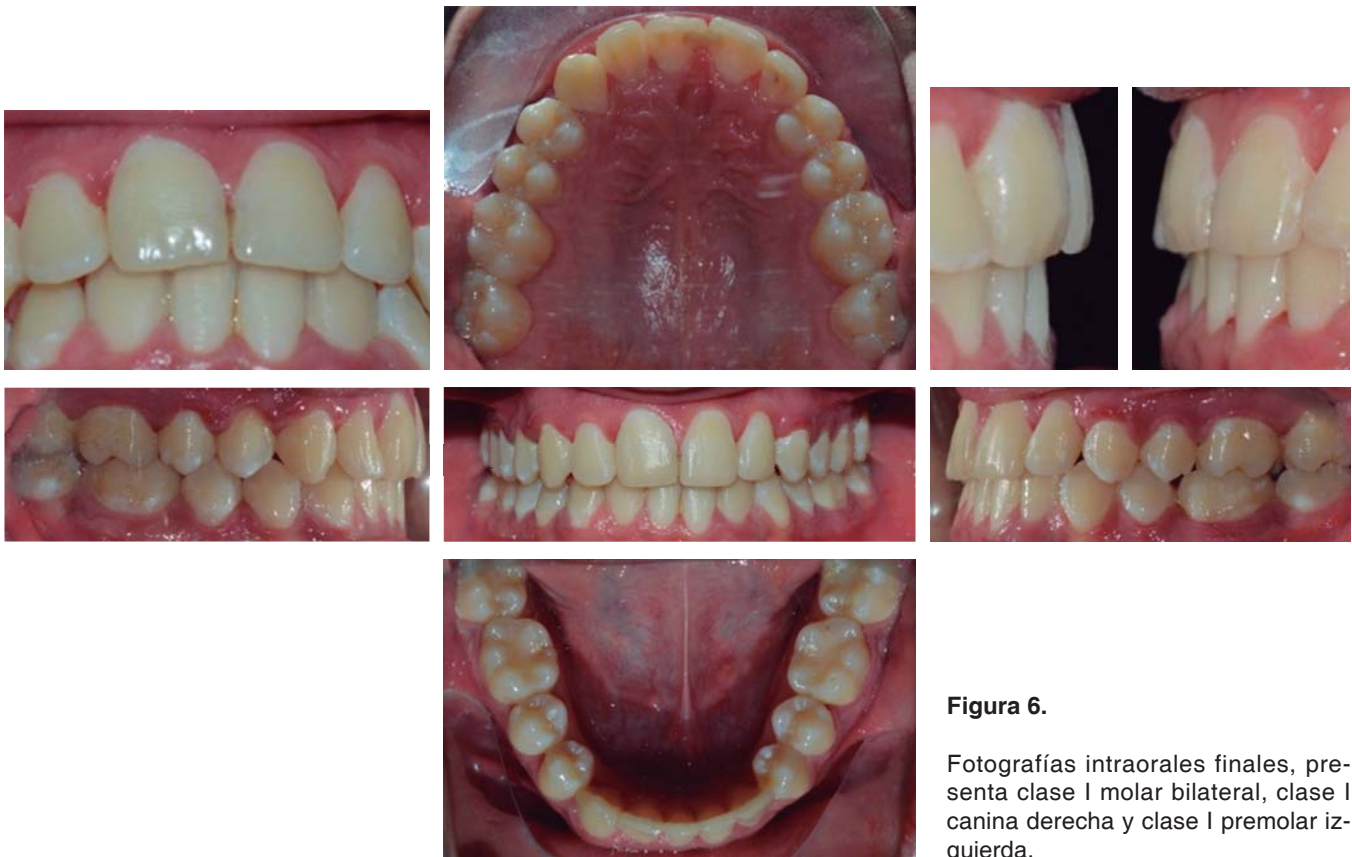 Figura 6.
Fotografías intraorales finales, pre-
senta clase I molar bilateral, clase I
canina derecha y clase I premolar iz-
quierda.